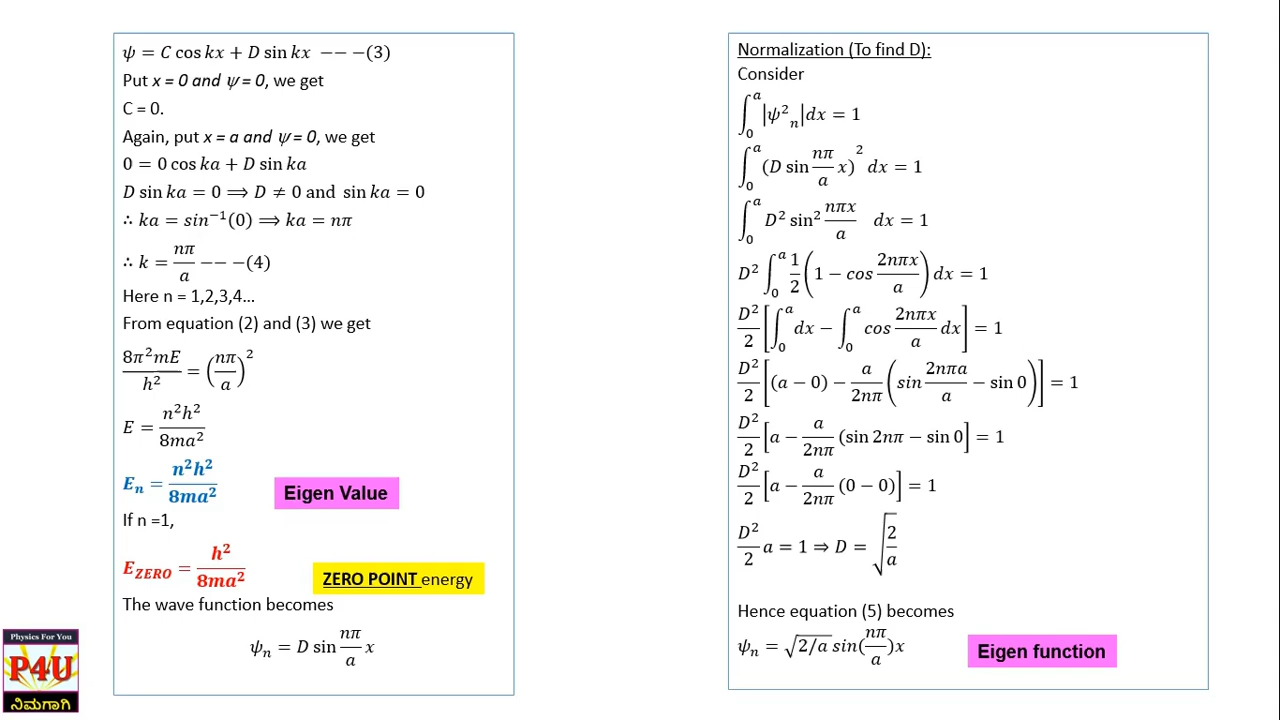 ψ = C cos kx + D sin kx −− −(3)
Put x = 0 and ψ = 0, we get
C = 0.
Again, put x = a and ψ = 0, we get
0 = 0 cos ka + D sin ka
D sin ka = 0 ⟹ D ≠ 0 and sin ka = 0
∴ ka = sin⁻¹(0) ⟹ ka = nπ
∴ k = nπ/a −− −(4)
Here n = 1,2,3,4...
From equation (2) and (3) we get
8π²mE/h² = (nπ/a)²
E = n²h²/8ma²
Eₙ = n²h²/8ma²
Eigen Value
If n =1,
E_ZERO = h²/8ma²
ZERO POINT energy
The wave function becomes
ψₙ = D sin nπ/a x
Physics For You
P4U
ನಿಮಗಾಗಿ
Normalization (To find D):
Consider
∫₀ᵃ |ψ²ₙ|dx = 1
∫₀ᵃ (D sin nπ/a x)² dx = 1
∫₀ᵃ D² sin² nπx/a dx = 1
D² ∫₀ᵃ 1/2 (1 − cos 2nπx/a) dx = 1
D²/2 [∫₀ᵃ dx − ∫₀ᵃ cos 2nπx/a dx] = 1
D²/2 [(a − 0) − a/2nπ (sin 2nπa/a − sin 0)] = 1
D²/2 [a − a/2nπ (sin 2nπ − sin 0] = 1
D²/2 [a − a/2nπ (0 − 0)] = 1
D²/2 a = 1 ⇒ D = √(2/a)
Hence equation (5) becomes
ψₙ = √2/a sin(nπ/a)x
Eigen function